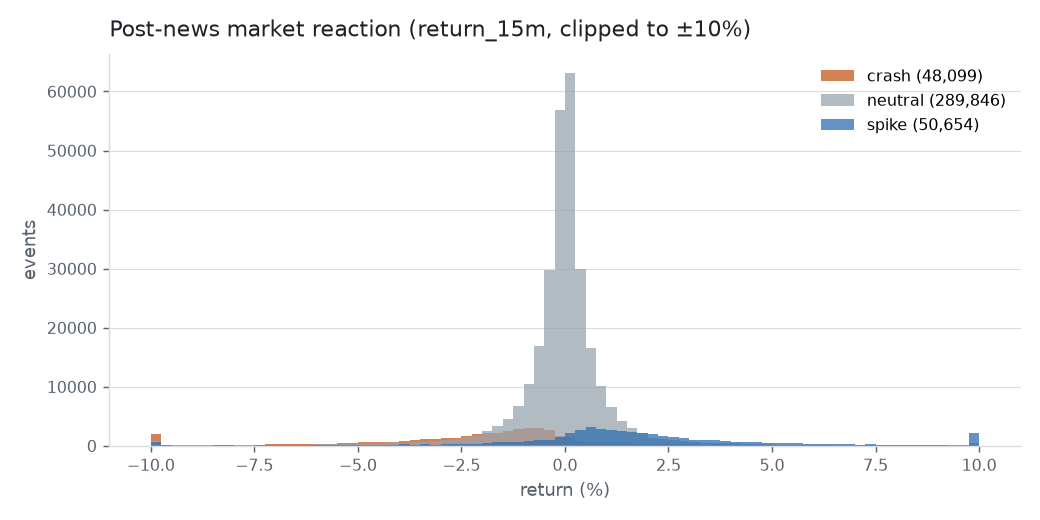 Post-news market reaction (return_15m, clipped to ±10%)
crash (48,099)
neutral (289,846)
spike (50,654)
events
60000
50000
40000
30000
20000
10000
0
−10.0 −7.5 −5.0 −2.5 0.0 2.5 5.0 7.5 10.0
return (%)